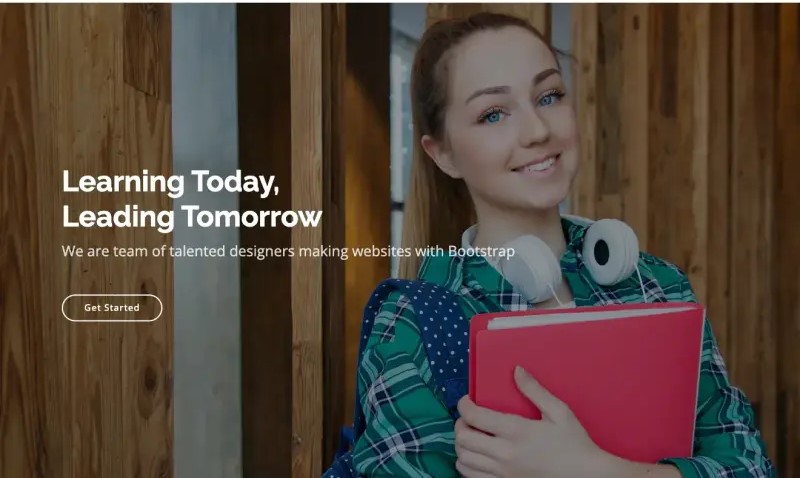 Learning Today,
Leading Tomorrow
We are team of talented designers making websites with Bootstrap
Get Started